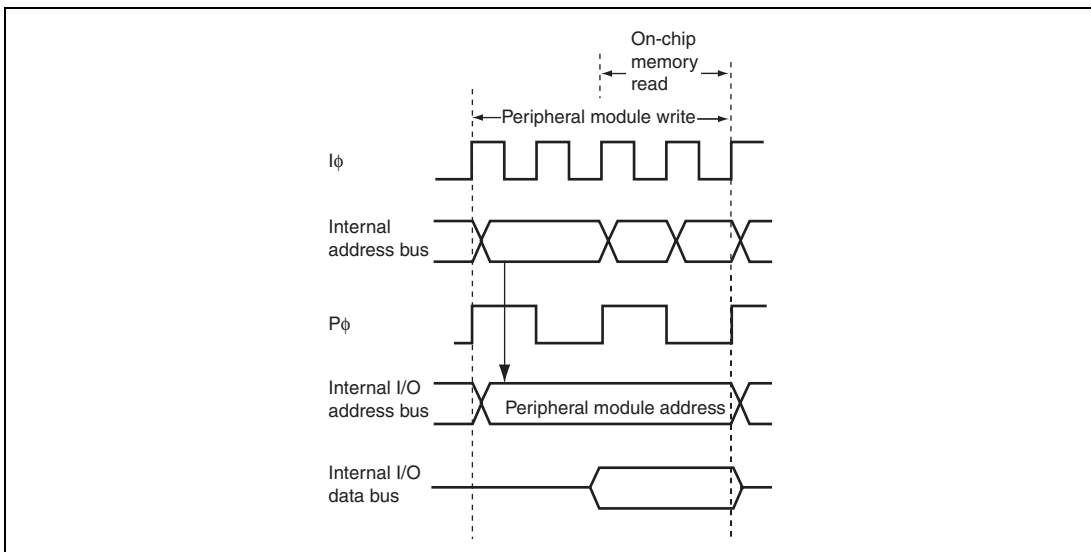 On-chip
memory
read
Peripheral module write
Iϕ
Internal
address bus
Pϕ
Internal I/O
address bus
Peripheral module address
Internal I/O
data bus